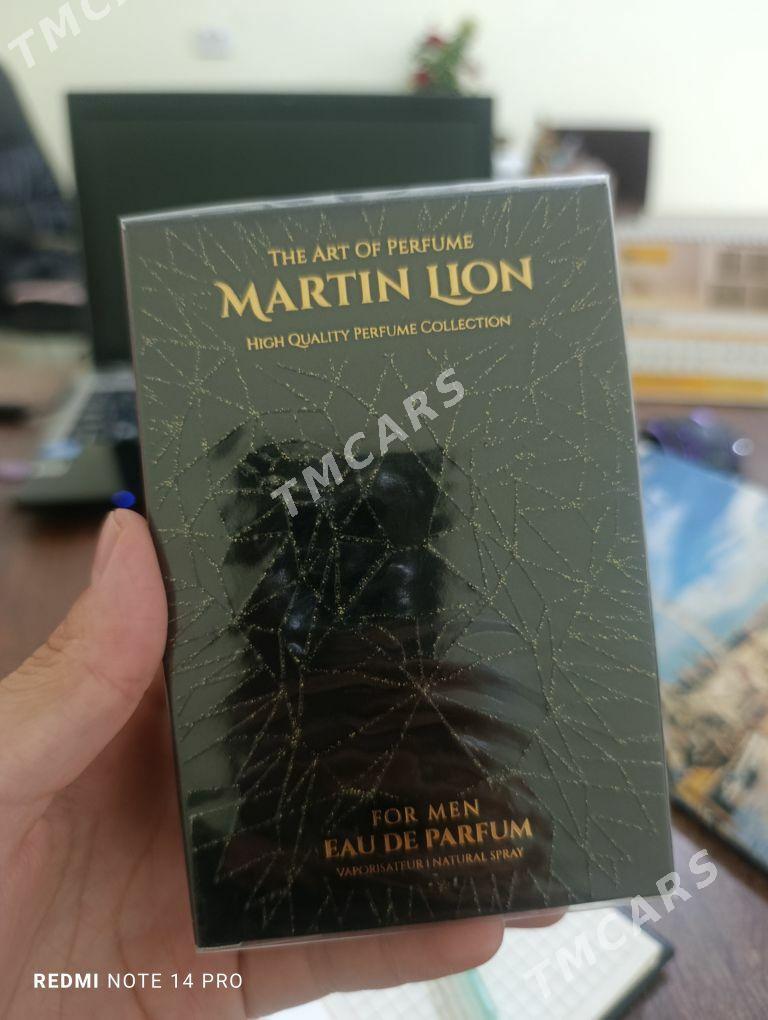 TMCARS
THE ART OF PERFUME
MARTIN LION
HIGH QUALITY PERFUME COLLECTION
TMCARS
FOR MEN
EAU DE PARFUM
VAPORISATEUR | NATURAL SPRAY
TMCARS
REDMI NOTE 14 PRO